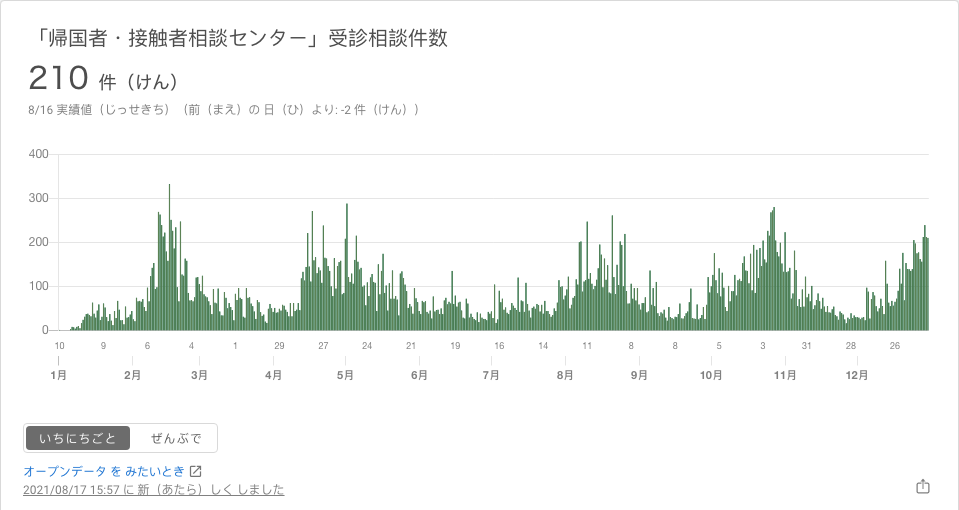 「帰国者・接触者相談センター」受診相談件数
210 件（けん）
8/16 実績値（じっせきち）（前（まえ）の 日（ひ）より: -2 件（けん））
400
300
200
100
0
10 9 6 4 1 29 27 24 21 19 16 14 11 8 8 5 3 31 28 26
1月 2月 3月 4月 5月 6月 7月 8月 9月 10月 11月 12月
いちにちごと ぜんぶで
オープンデータ を みたいとき
2021/08/17 15:57 に 新（あたら）しく しました